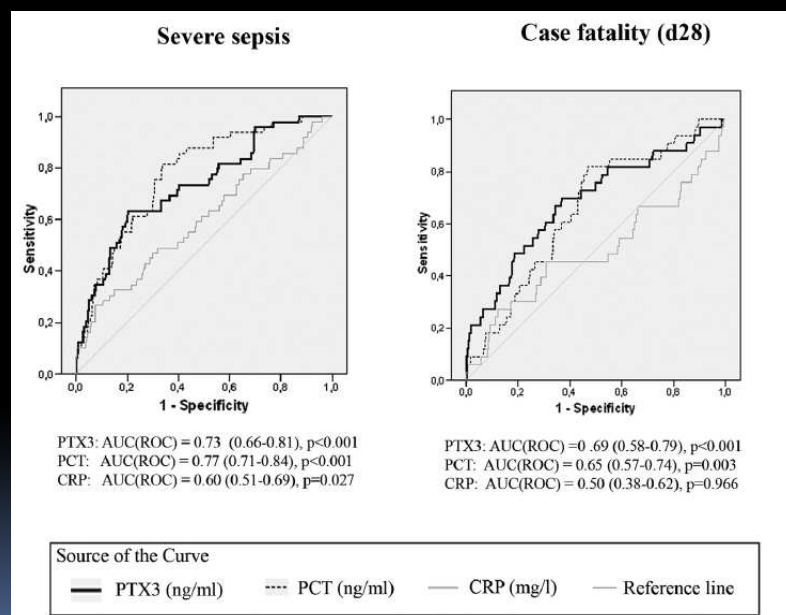 Severe sepsis
Case fatality (d28)
1,0
0,8
0,6
0,4
0,2
0,0
Sensitivity
0,0 0,2 0,4 0,6 0,8 1,0
1 - Specificity
1,0
0,8
0,6
0,4
0,2
0,0
Sensitivity
0,0 0,2 0,4 0,6 0,8 1,0
1 - Specificity
PTX3: AUC(ROC) = 0.73 (0.66-0.81), p<0.001
PCT: AUC(ROC) = 0.77 (0.71-0.84), p<0.001
CRP: AUC(ROC) = 0.60 (0.51-0.69), p=0.027
PTX3: AUC(ROC) =0 .69 (0.58-0.79), p<0.001
PCT: AUC(ROC) = 0.65 (0.57-0.74), p=0.003
CRP: AUC(ROC) = 0.50 (0.38-0.62), p=0.966
Source of the Curve
PTX3 (ng/ml) PCT (ng/ml) CRP (mg/l) Reference line